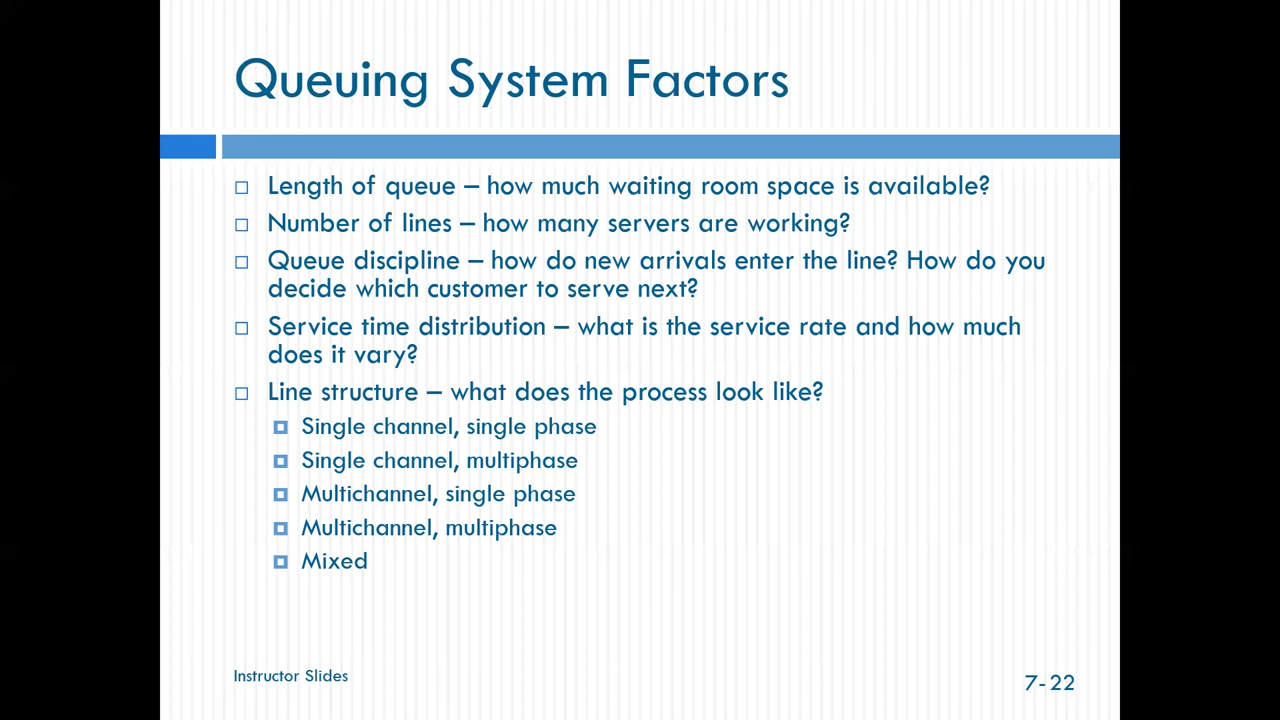 Queuing System Factors
Length of queue – how much waiting room space is available?
Number of lines – how many servers are working?
Queue discipline – how do new arrivals enter the line? How do you
decide which customer to serve next?
Service time distribution – what is the service rate and how much
does it vary?
Line structure – what does the process look like?
Single channel, single phase
Single channel, multiphase
Multichannel, single phase
Multichannel, multiphase
Mixed
Instructor Slides
7-22